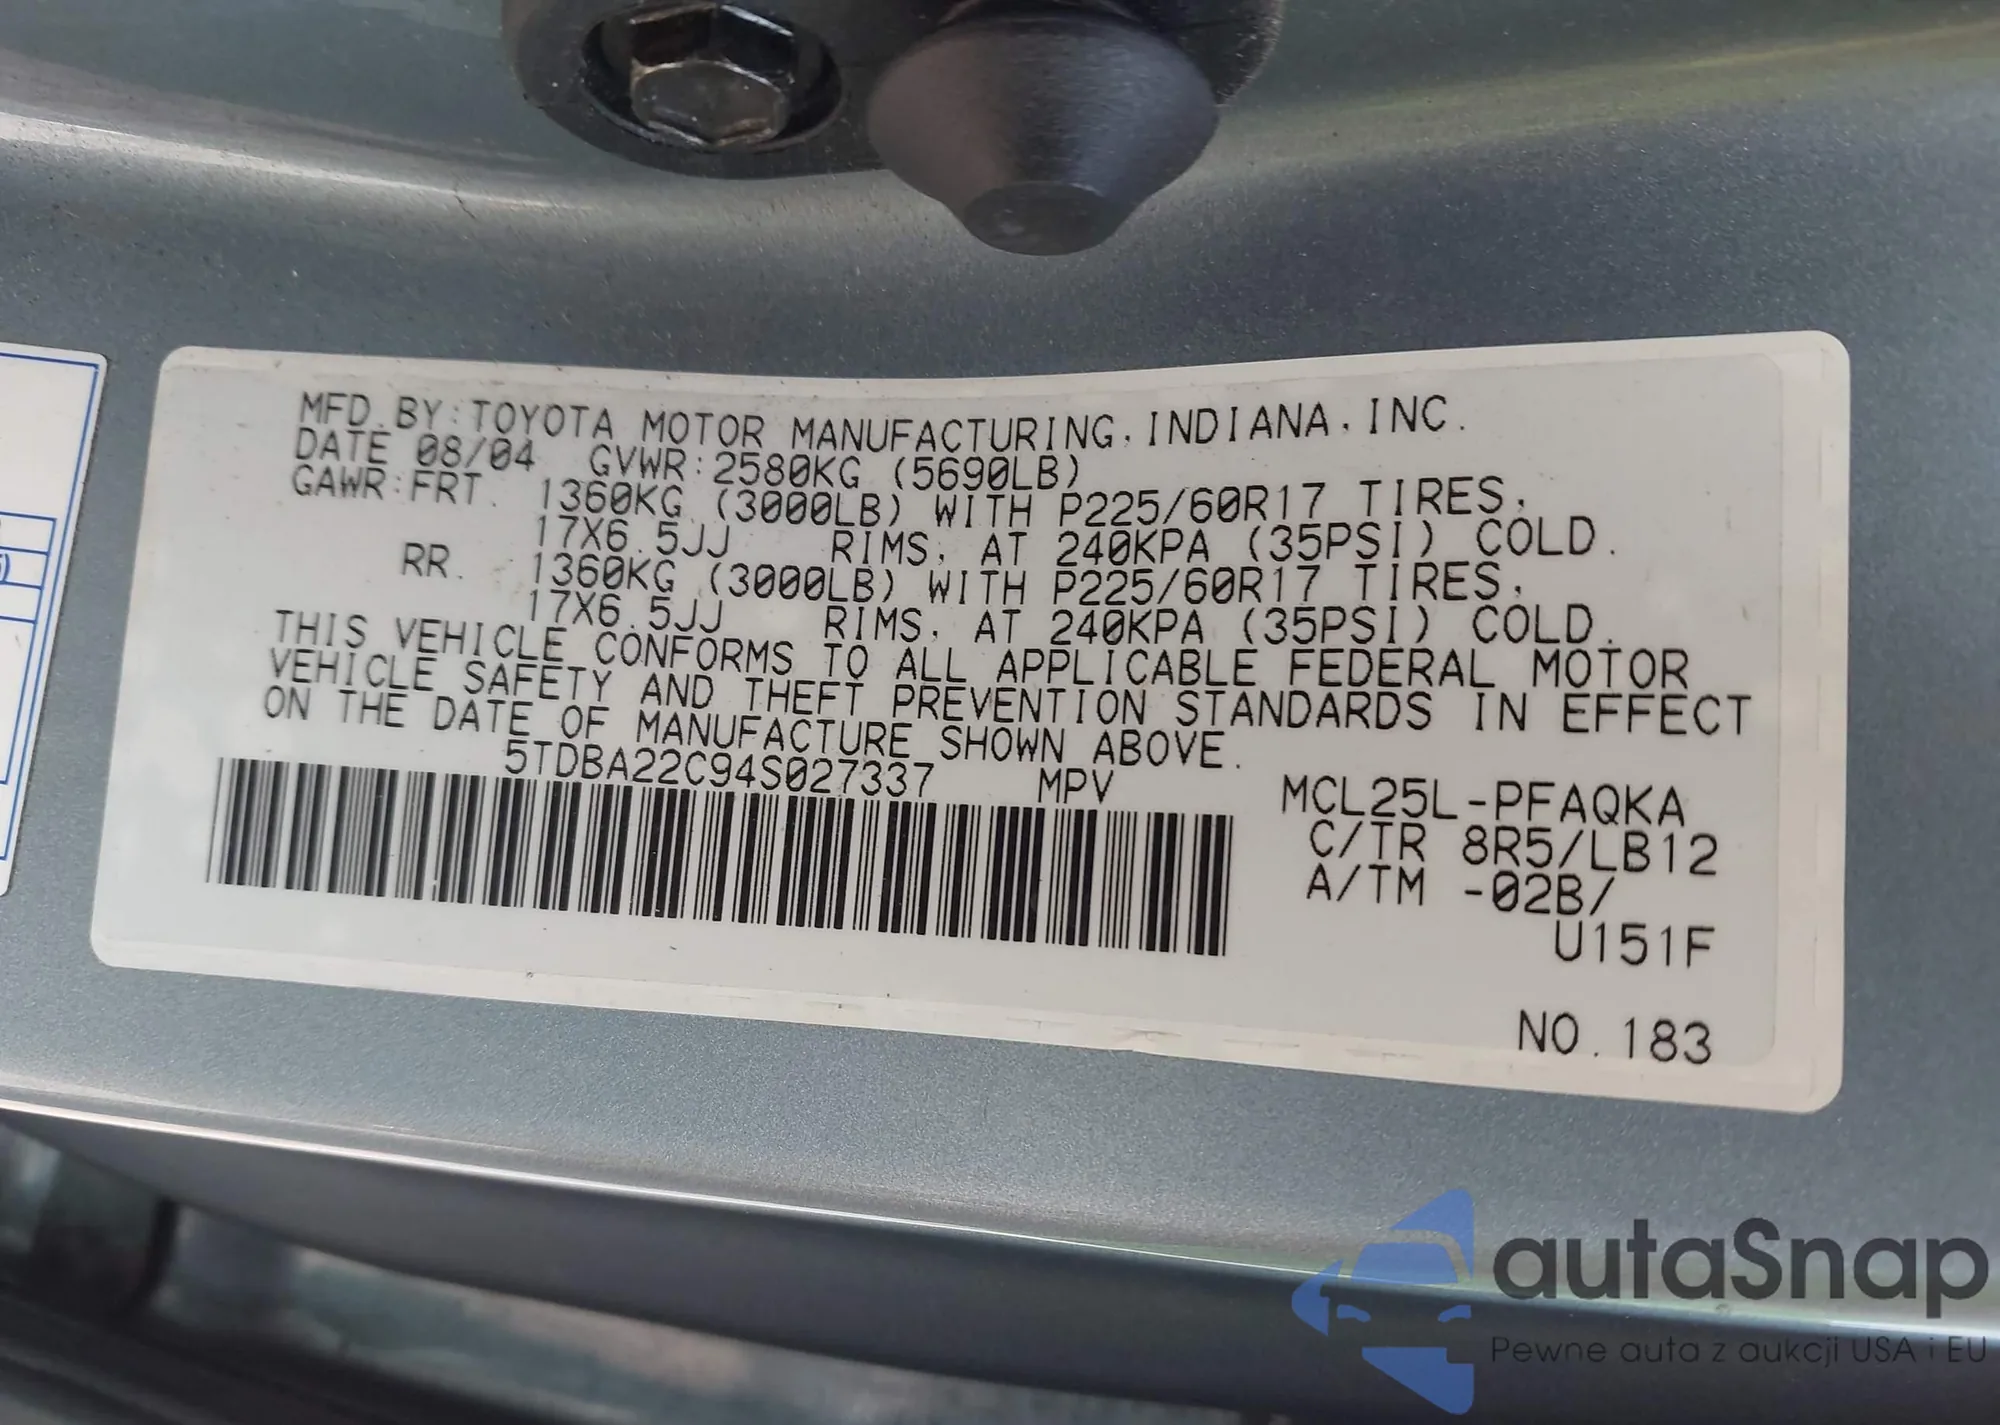 MFD.BY:TOYOTA MOTOR MANUFACTURING, INDIANA, INC.
DATE 08/04 GVWR:2580KG (5690LB)
GAWR:FRT. 1360KG (3000LB) WITH P225/60R17 TIRES,
17X6.5JJ RIMS, AT 240KPA (35PSI) COLD.
RR. 1360KG (3000LB) WITH P225/60R17 TIRES,
17X6.5JJ RIMS, AT 240KPA (35PSI) COLD.
THIS VEHICLE CONFORMS TO ALL APPLICABLE FEDERAL MOTOR
VEHICLE SAFETY AND THEFT PREVENTION STANDARDS IN EFFECT
ON THE DATE OF MANUFACTURE SHOWN ABOVE.
5TDBA22C94S027337 MPV
MCL25L-PFAQKA
C/TR 8R5/LB12
A/TM -02B/
U151F
NO.183
autaSnap
Pewne auta z aukcji USA i EU